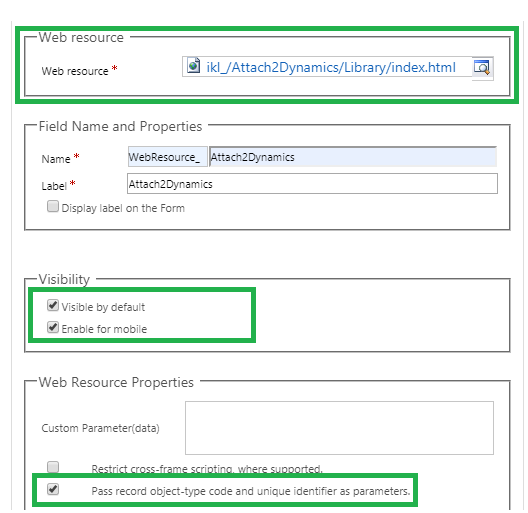 Web resource
Web resource *
ikl_/Attach2Dynamics/Library/index.html
Field Name and Properties
Name *
WebResource_ Attach2Dynamics
Label *
Attach2Dynamics
Display label on the Form
Visibility
Visible by default
Enable for mobile
Web Resource Properties
Custom Parameter(data)
Restrict cross-frame scripting, where supported.
Pass record object-type code and unique identifier as parameters.